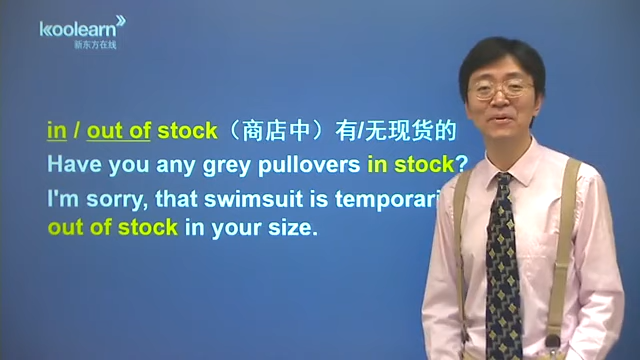 koolearn
新东方在线
in / out of stock（商店中）有/无现货的
Have you any grey pullovers in stock?
I'm sorry, that swimsuit is
out of stock in your size.